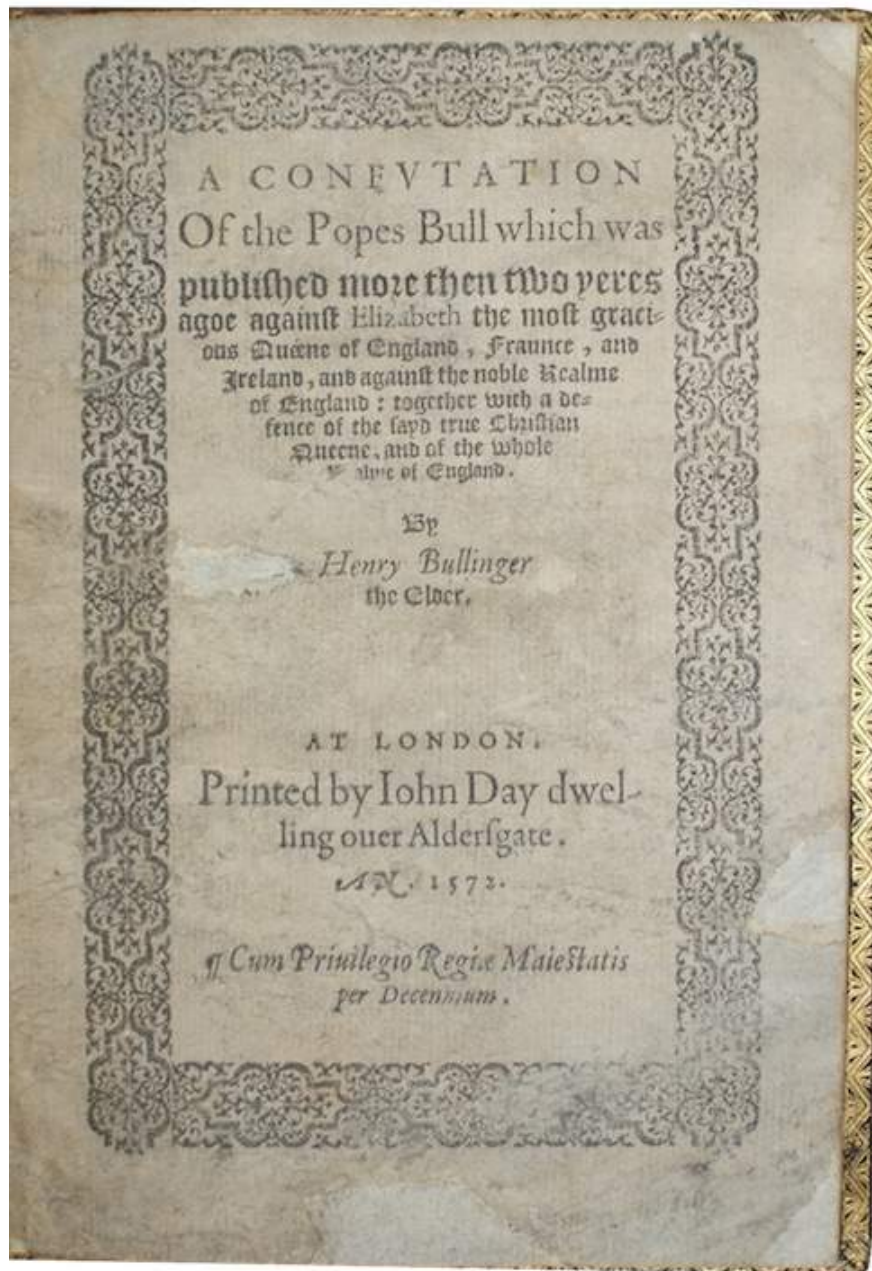 A CONFVTATION
Of the Popes Bull which was
publiſhed more then two yeres
agoe againſt Elizabeth the moſt graci⸗
ous Queene of England, Fraunce, and
Ireland, and againſt the noble Realme
of England: together with a de⸗
fence of the ſayd true Chriſtian
Queene, and of the whole
of England.
By
Henry Bullinger
the Elder.
AT LONDON.
Printed by Iohn Day dwel-
ling ouer Alderſgate.
AN. 1572.
¶ Cum Priuilegio Regiæ Maieſtatis
per Decennium.